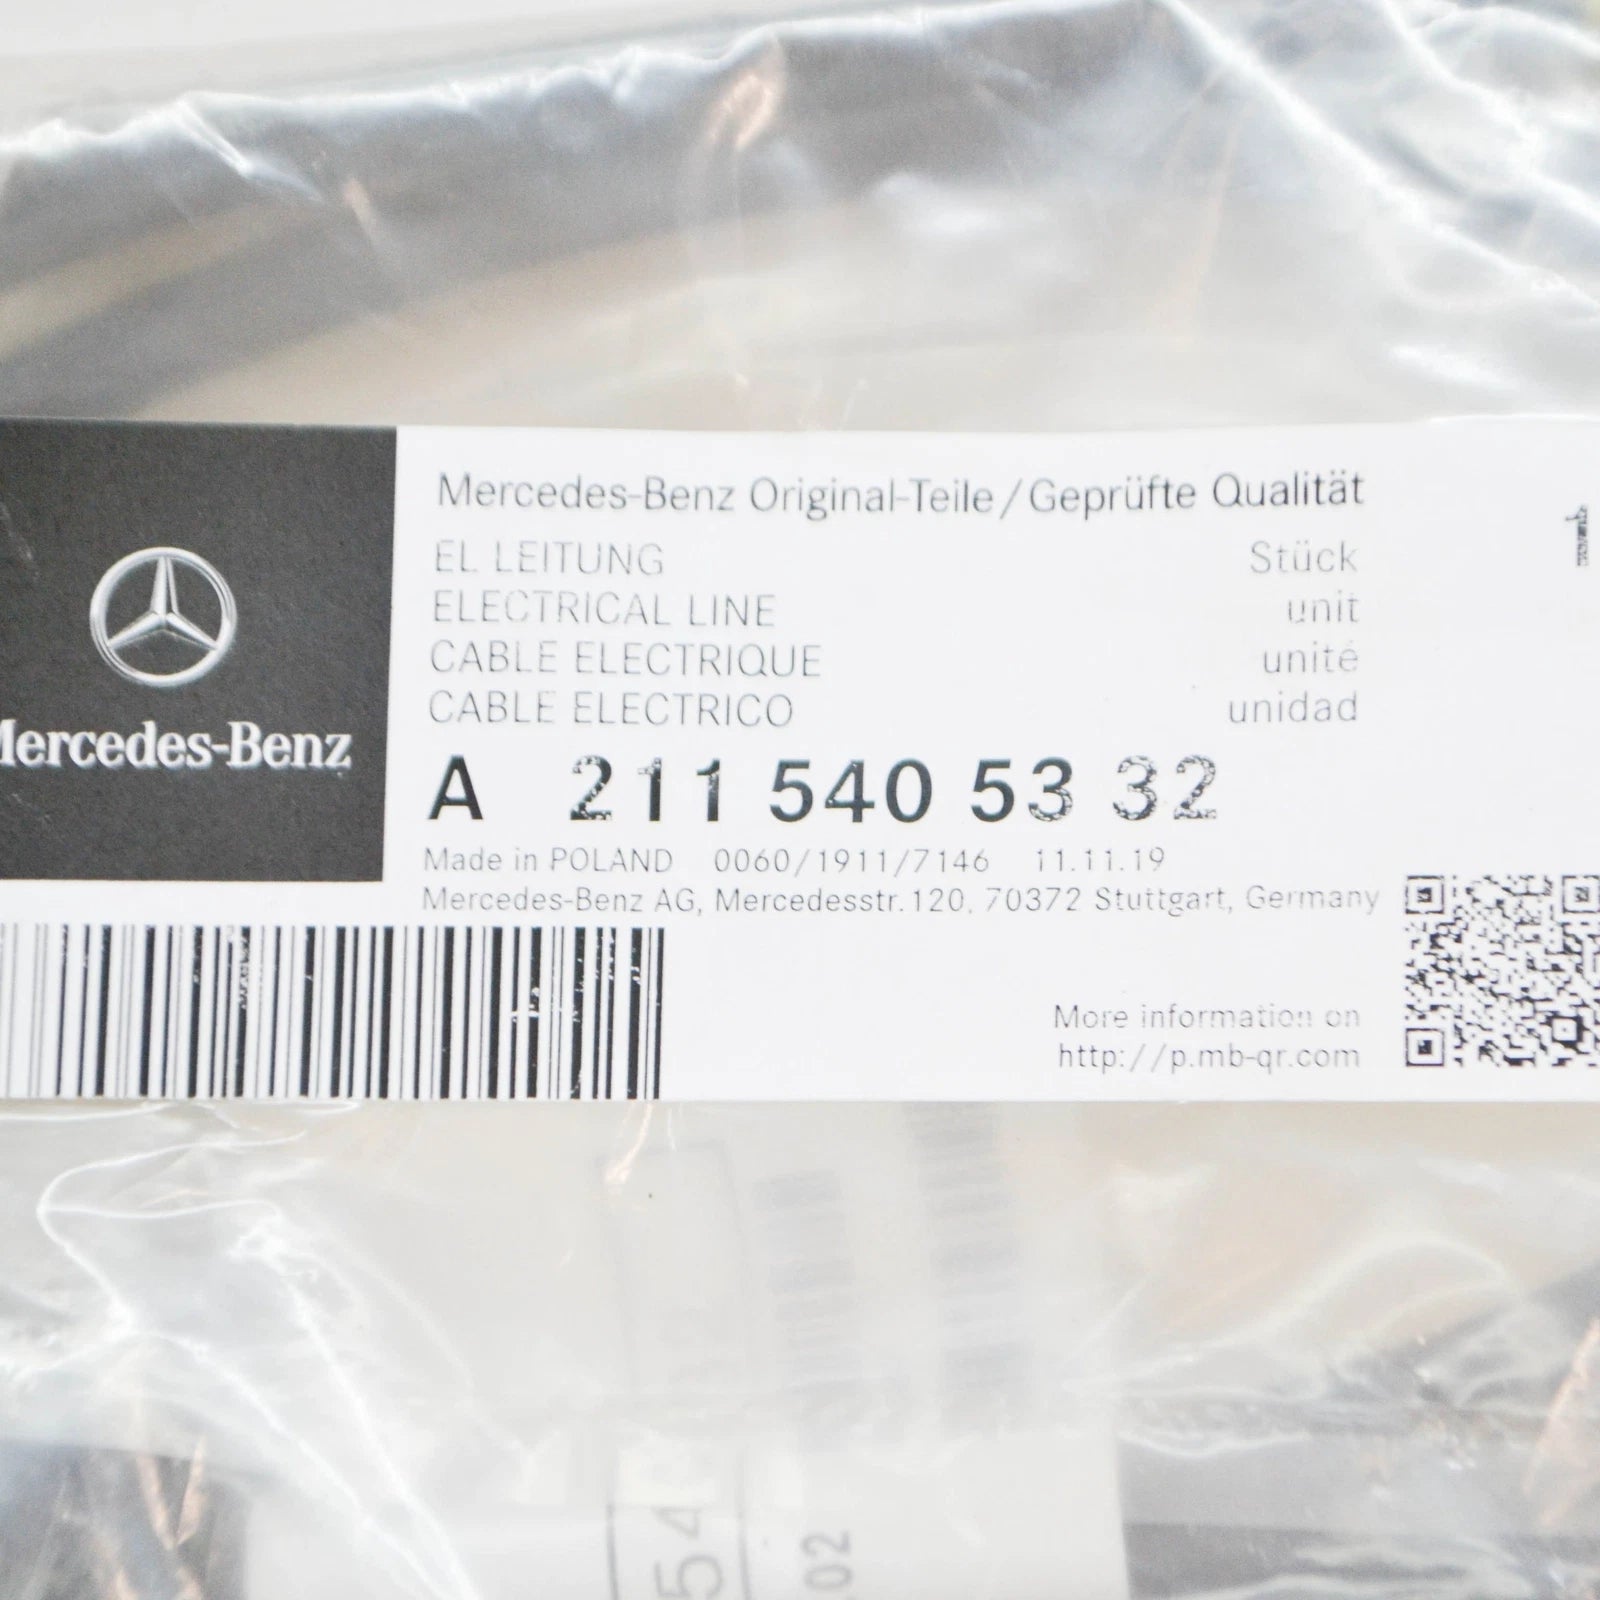 Mercedes-Benz Original-Teile/Geprüfte Qualität
EL LEITUNG Stück
ELECTRICAL LINE unit
CABLE ELECTRIQUE unité
CABLE ELECTRICO unidad
Mercedes-Benz
A 211 540 53 32
Made in POLAND 0060/1911/7146 11.11.19
Mercedes-Benz AG, Mercedesstr.120, 70372 Stuttgart, Germany
More information on
http://p.mb-qr.com
54
02